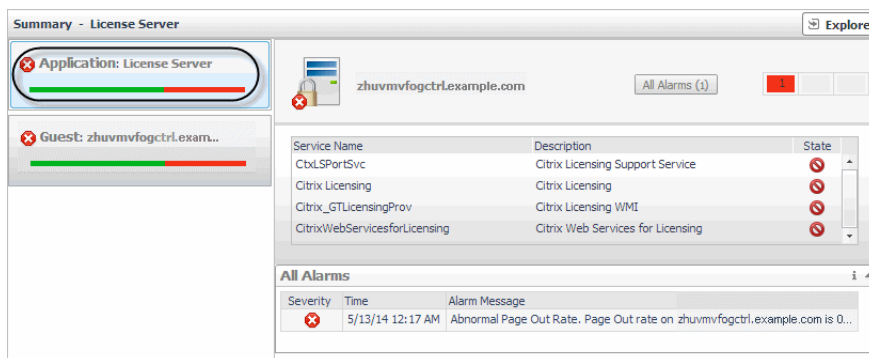 Summary - License Server
Explore
Application: License Server
Guest: zhuvmvfogctrl.exam...
zhuvmvfogctrl.example.com
All Alarms (1)
1
Service Name Description State
CtxLSPortSvc Citrix Licensing Support Service
Citrix Licensing Citrix Licensing
Citrix_GTLicensingProv Citrix Licensing WMI
CitrixWebServicesforLicensing Citrix Web Services for Licensing
All Alarms
Severity Time Alarm Message
5/13/14 12:17 AM Abnormal Page Out Rate. Page Out rate on zhuvmvfogctrl.example.com is 0...